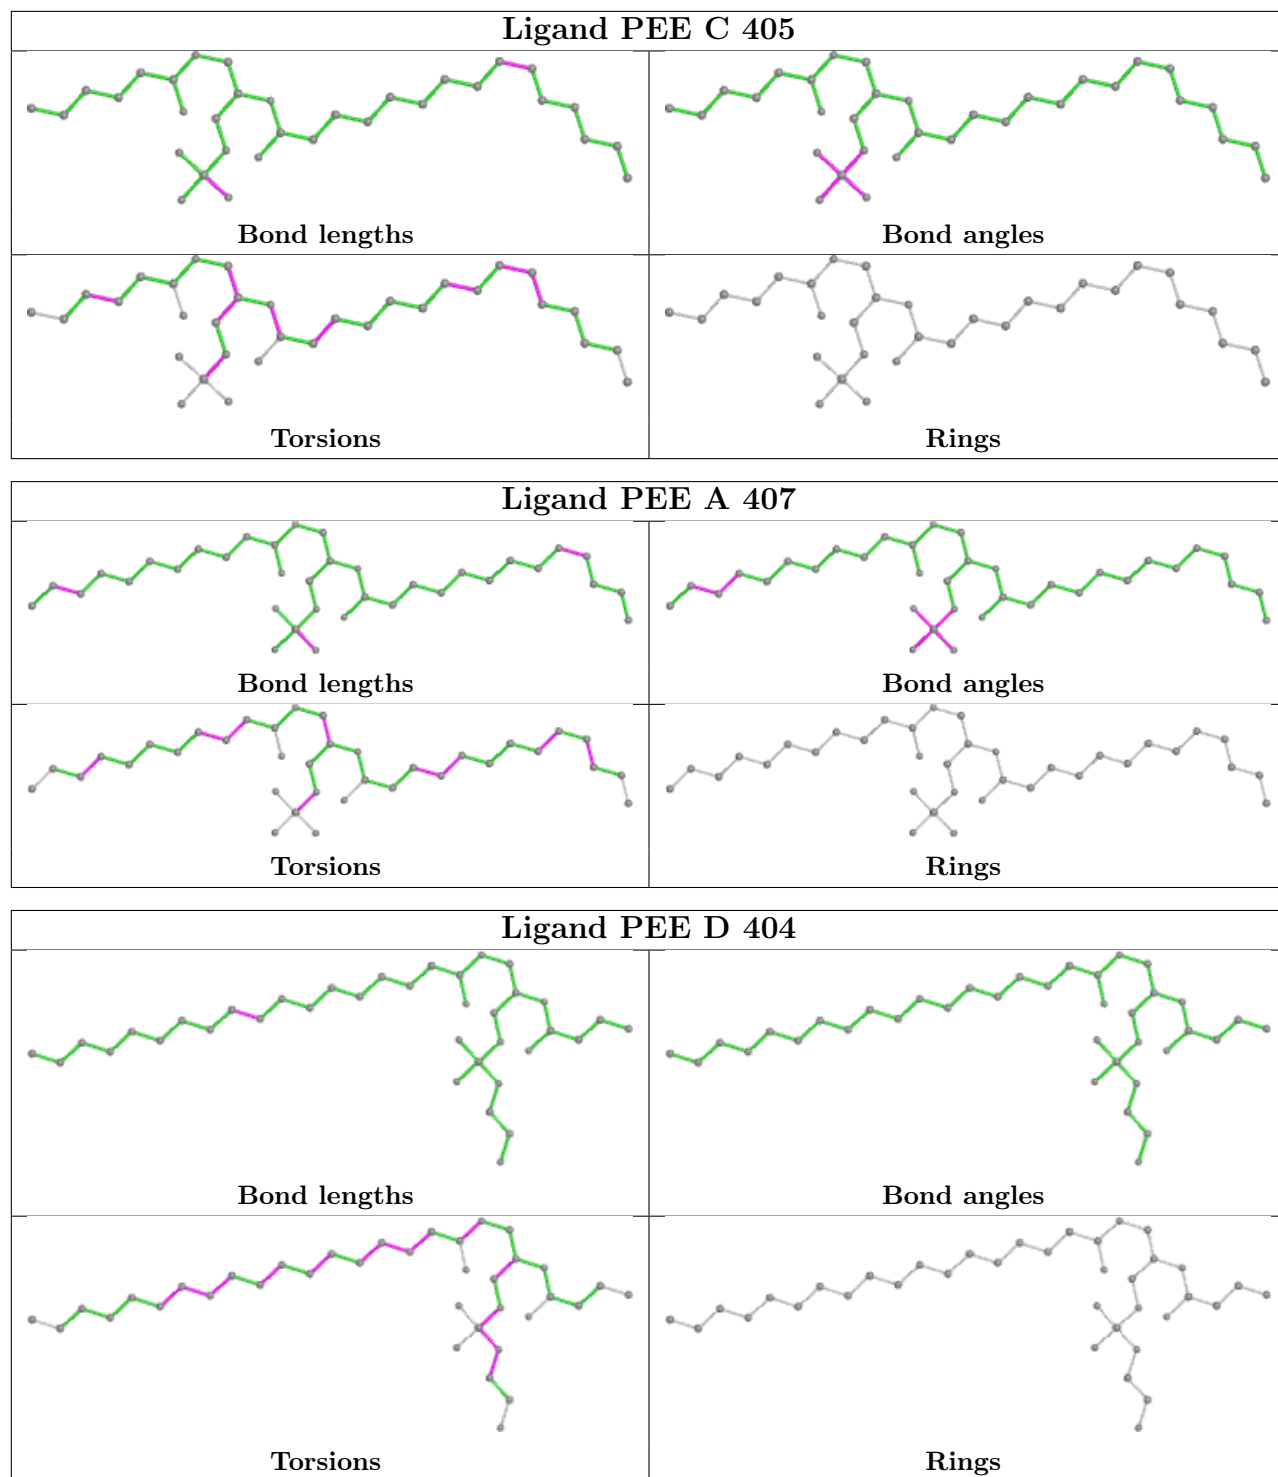 Ligand PEE C 405
Bond lengths
Bond angles
Torsions
Rings
Ligand PEE A 407
Bond lengths
Bond angles
Torsions
Rings
Ligand PEE D 404
Bond lengths
Bond angles
Torsions
Rings